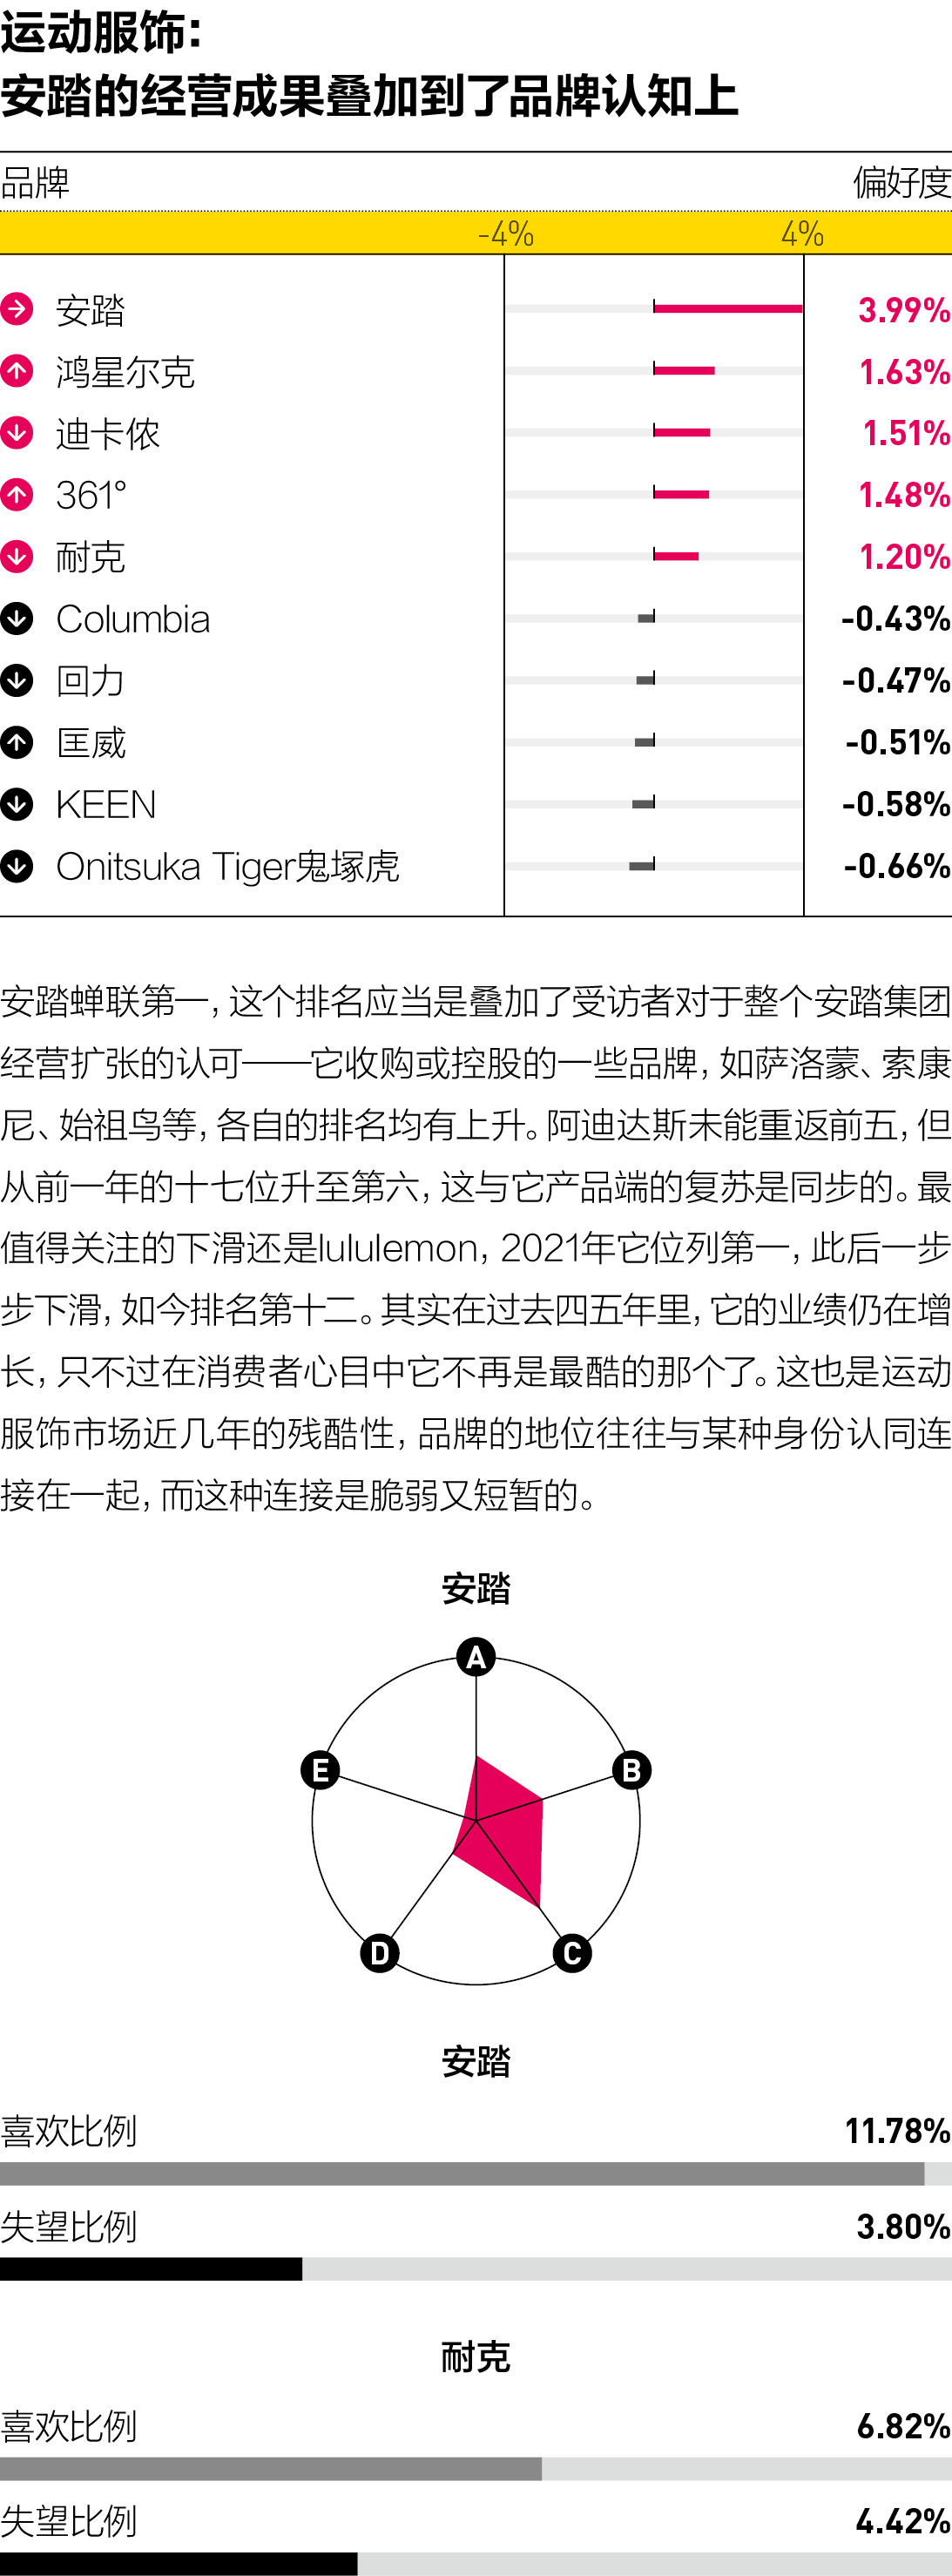 运动服饰：
安踏的经营成果叠加到了品牌认知上
品牌 偏好度
-4% 4%
安踏 3.99%
鸿星尔克 1.63%
迪卡侬 1.51%
361° 1.48%
耐克 1.20%
Columbia -0.43%
回力 -0.47%
匡威 -0.51%
KEEN -0.58%
Onitsuka Tiger鬼塚虎 -0.66%
安踏蝉联第一，这个排名应当是叠加了受访者对于整个安踏集团
经营扩张的认可——它收购或控股的一些品牌，如萨洛蒙、索康
尼、始祖鸟等，各自的排名均有上升。阿迪达斯未能重返前五，但
从前一年的十七位升至第六，这与它产品端的复苏是同步的。最
值得关注的下滑还是lululemon，2021年它位列第一，此后一步
步下滑，如今排名第十二。其实在过去四五年里，它的业绩仍在增
长，只不过在消费者心目中它不再是最酷的那个了。这也是运动
服饰市场近几年的残酷性，品牌的地位往往与某种身份认同连
接在一起，而这种连接是脆弱又短暂的。
安踏
A
E B
D C
安踏
喜欢比例 11.78%
失望比例 3.80%
耐克
喜欢比例 6.82%
失望比例 4.42%